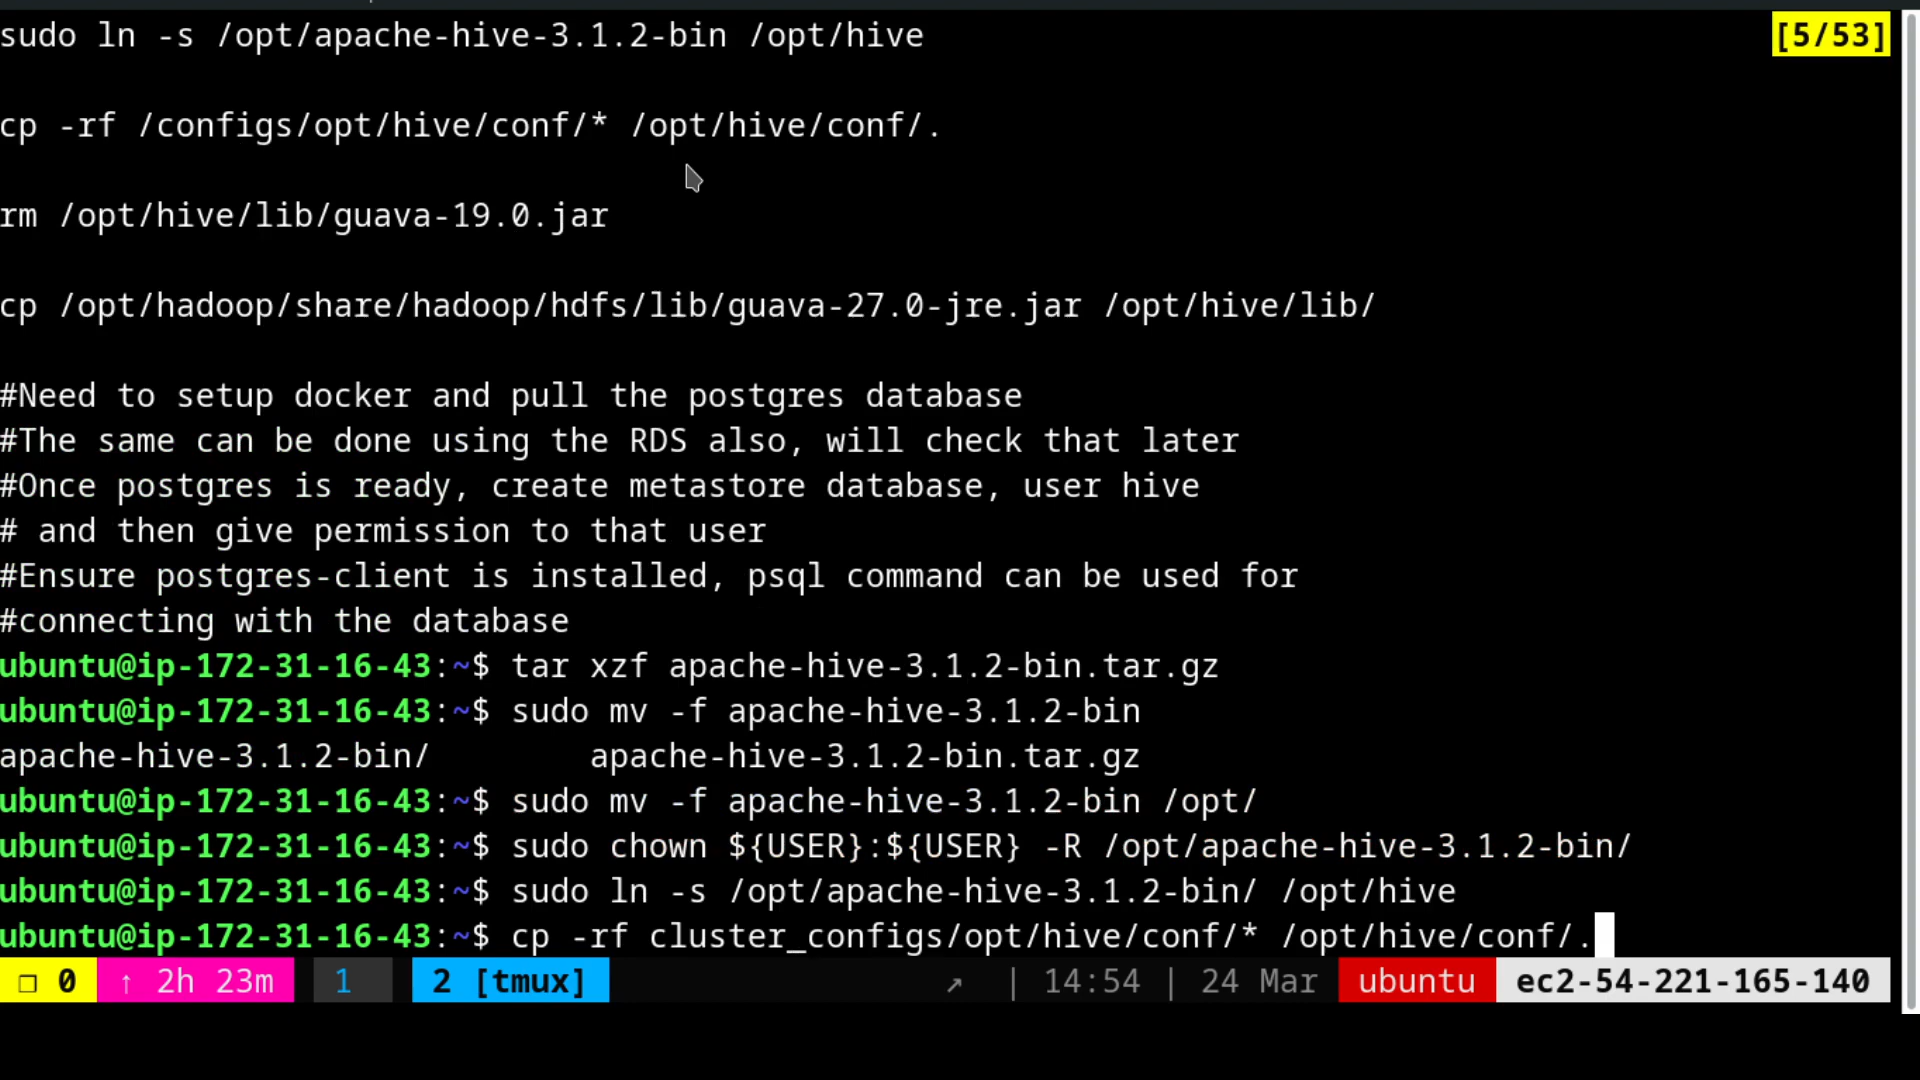 sudo ln -s /opt/apache-hive-3.1.2-bin /opt/hive [5/53]
cp -rf /configs/opt/hive/conf/* /opt/hive/conf/.
rm /opt/hive/lib/guava-19.0.jar
cp /opt/hadoop/share/hadoop/hdfs/lib/guava-27.0-jre.jar /opt/hive/lib/
#Need to setup docker and pull the postgres database
#The same can be done using the RDS also, will check that later
#Once postgres is ready, create metastore database, user hive
# and then give permission to that user
#Ensure postgres-client is installed, psql command can be used for
#connecting with the database
ubuntu@ip-172-31-16-43:~$ tar xzf apache-hive-3.1.2-bin.tar.gz
ubuntu@ip-172-31-16-43:~$ sudo mv -f apache-hive-3.1.2-bin
apache-hive-3.1.2-bin/ apache-hive-3.1.2-bin.tar.gz
ubuntu@ip-172-31-16-43:~$ sudo mv -f apache-hive-3.1.2-bin /opt/
ubuntu@ip-172-31-16-43:~$ sudo chown ${USER}:${USER} -R /opt/apache-hive-3.1.2-bin/
ubuntu@ip-172-31-16-43:~$ sudo ln -s /opt/apache-hive-3.1.2-bin/ /opt/hive
ubuntu@ip-172-31-16-43:~$ cp -rf cluster_configs/opt/hive/conf/* /opt/hive/conf/.
❐ 0 ↑ 2h 23m 1 2 [tmux] ↗ | 14:54 | 24 Mar ubuntu ec2-54-221-165-140